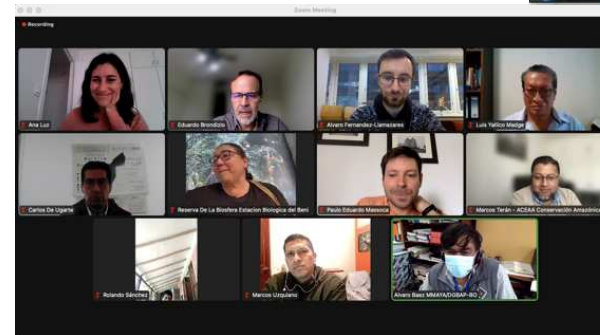 Zoom Meeting
Recording
Ana Luz
Eduardo Brondizio
Alvaro Fernandez-Llamazares
Luis Yallico Madge
Carlos De Ugarte
Reserva De La Biosfera Estacion Biologica del Beni
Paulo Eduardo Massoca
Marcos Terán - ACEAA Conservación Amazónica
Rolando Sánchez
Marcos Uzquiano
Alvaro Baez MMAYA/DGBAP-BO